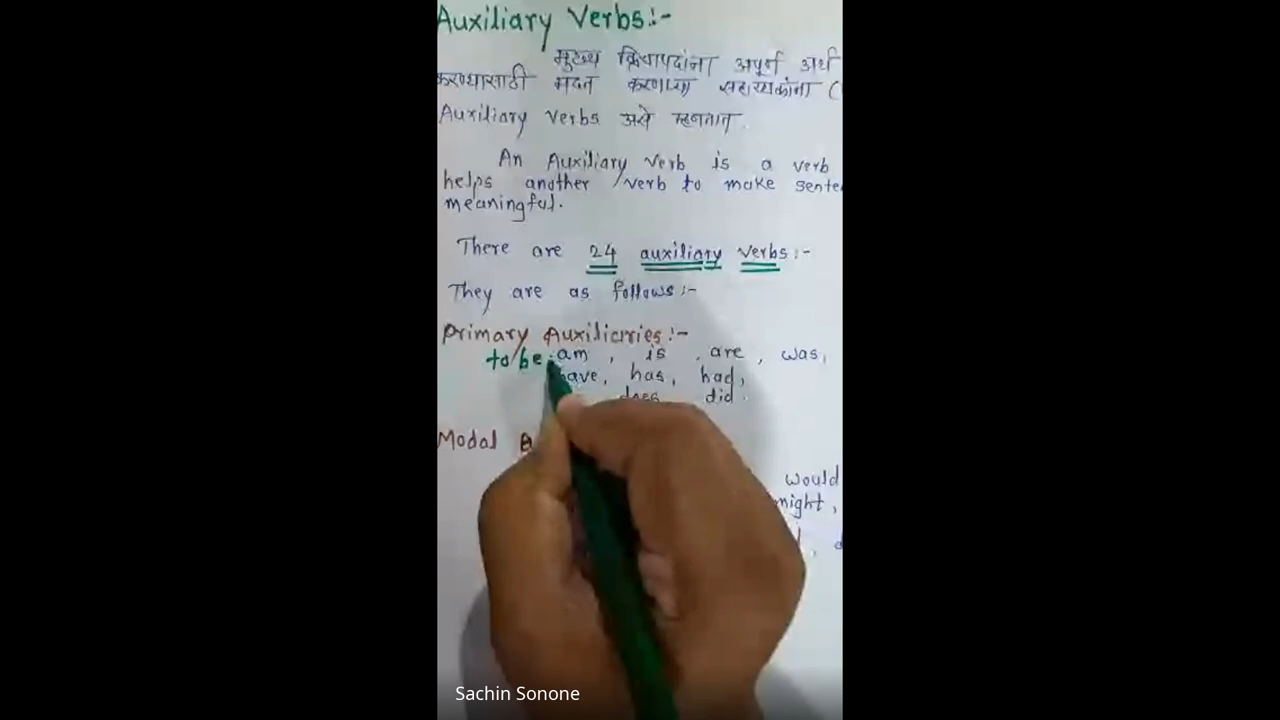 Auxiliary Verbs:-
मुख्य क्रियापदांना अपूर्ण अर्थ
करण्यासाठी मदत करणाऱ्या सहाय्यकांना (
Auxiliary verbs असे म्हणतात.
An Auxiliary verb is a verb
helps another verb to make sente
meaningful.
There are 24 auxiliary verbs:-
They are as follows:-
Primary Auxiliaries:-
to be: am, is, are, was,
have, has, had,
does did.
Modal
would
might,
Sachin Sonone